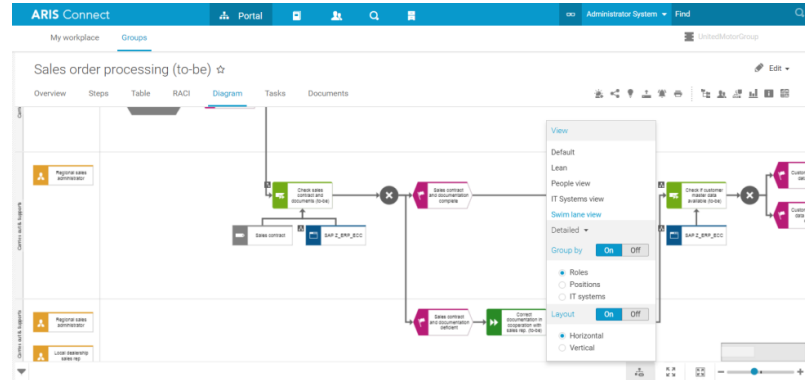 ARIS Connect
Portal
Administrator System
Find
My workplace
Groups
UnitedMotorGroup
Sales order processing (to-be)
Edit
Overview
Steps
Table
RACI
Diagram
Tasks
Documents
View
Default
Lean
People view
IT Systems view
Swim lane view
Detailed
Group by
On
Off
Roles
Positions
IT systems
Layout
On
Off
Horizontal
Vertical
Carries out & Supports
Regional sales
administrator
Check sales
contract and
documents (to-be)
Sales contract
and documentation
complete
Check if customer
master data
available (to-be)
Sales contract
SAP Z_ERP_ECC
SAP Z_ERP_ECC
Regional sales
administrator
Local dealership
sales rep
Sales contract
and documentation
deficient
Correct
documentation in
cooperation with
sales rep. (to-be)